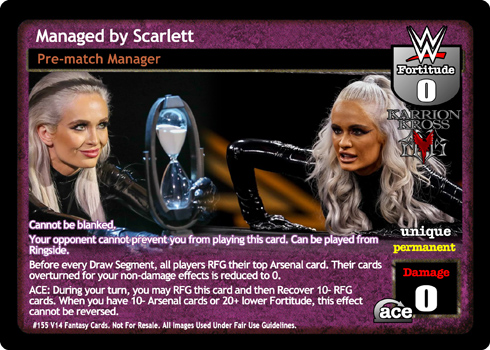 Managed by Scarlett
Pre-match Manager
W
Fortitude
0
KARRION
KROSS
unique
permanent
Cannot be blanked.
Your opponent cannot prevent you from playing this card. Can be played from
Ringside.
Before every Draw Segment, all players RFG their top Arsenal card. Their cards
overturned for your non-damage effects is reduced to 0.
ACE: During your turn, you may RFG this card and then Recover 10- RFG
cards. When you have 10- Arsenal cards or 20+ lower Fortitude, this effect
cannot be reversed.
Damage
0
ace
#155 V14 Fantasy Cards. Not For Resale. All Images Used Under Fair Use Guidelines.